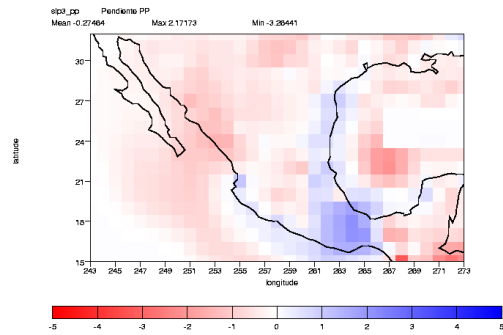 slp3_pp Pendiente PP
Mean -0.27464 Max 2.17173 Min -3.26441
latitude
30
27
24
21
18
15
243 245 247 249 251 253 255 257 259 261 263 265 267 269 271 273
longitude
-5 -4 -3 -2 -1 0 1 2 3 4 5